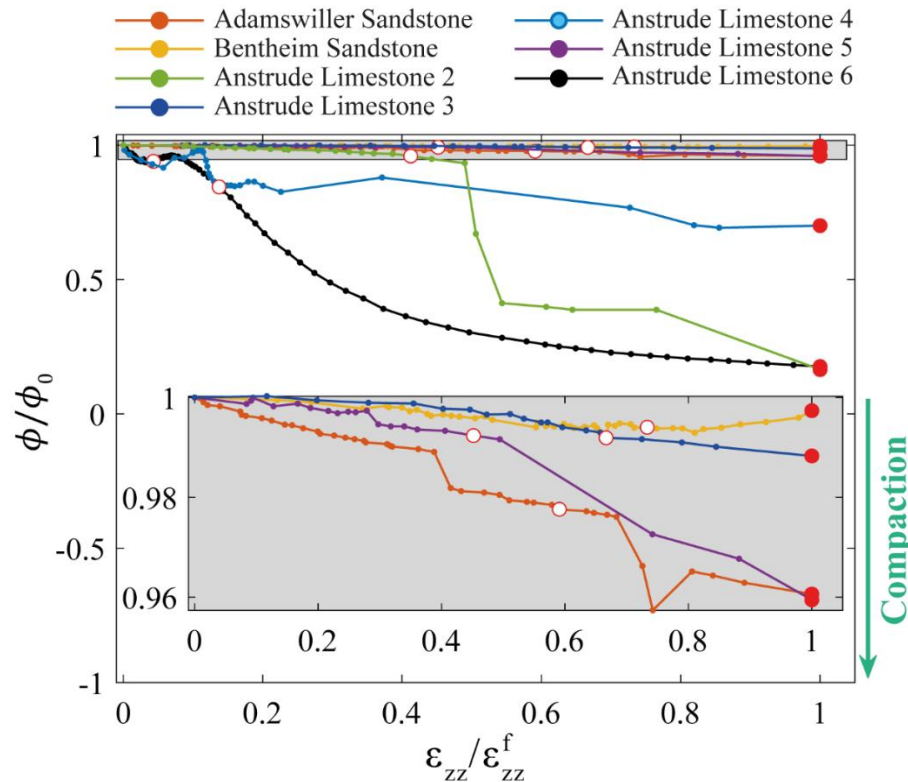 Adamswiller Sandstone
Bentheim Sandstone
Anstrude Limestone 2
Anstrude Limestone 3
Anstrude Limestone 4
Anstrude Limestone 5
Anstrude Limestone 6
1
0.5
0
-0.5
-1
ϕ/ϕ₀
1
0.98
0.96
0 0.2 0.4 0.6 0.8 1
Compaction
0 0.2 0.4 0.6 0.8 1
ε_zz/ε_zz^f